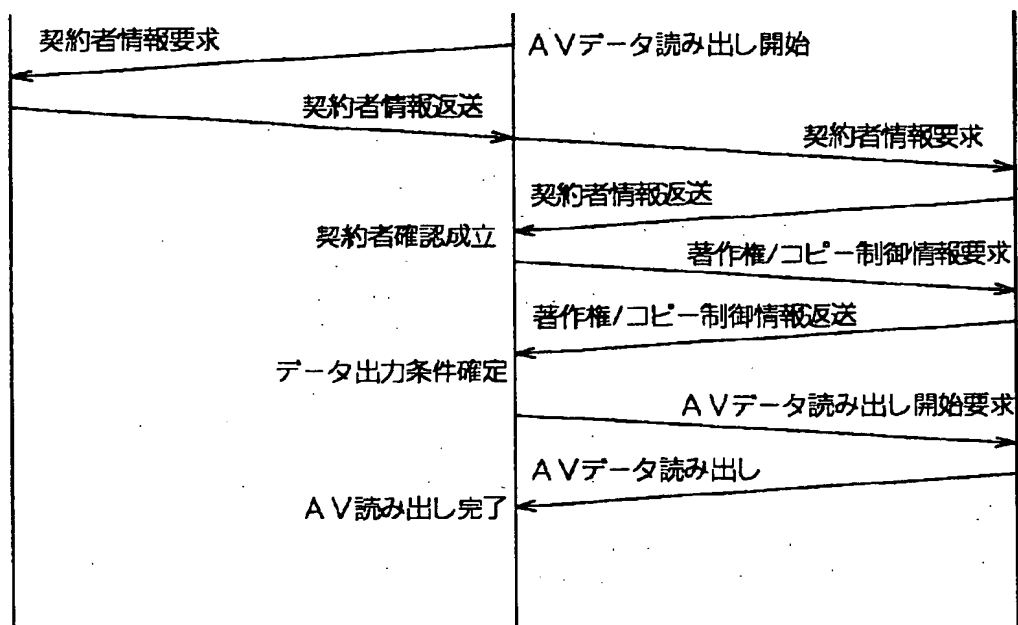 契約者情報要求
AVデータ読み出し開始
契約者情報返送
契約者情報要求
契約者情報返送
契約者確認成立
著作権/コピー制御情報要求
著作権/コピー制御情報返送
データ出力条件確定
AVデータ読み出し開始要求
AVデータ読み出し
AV読み出し完了